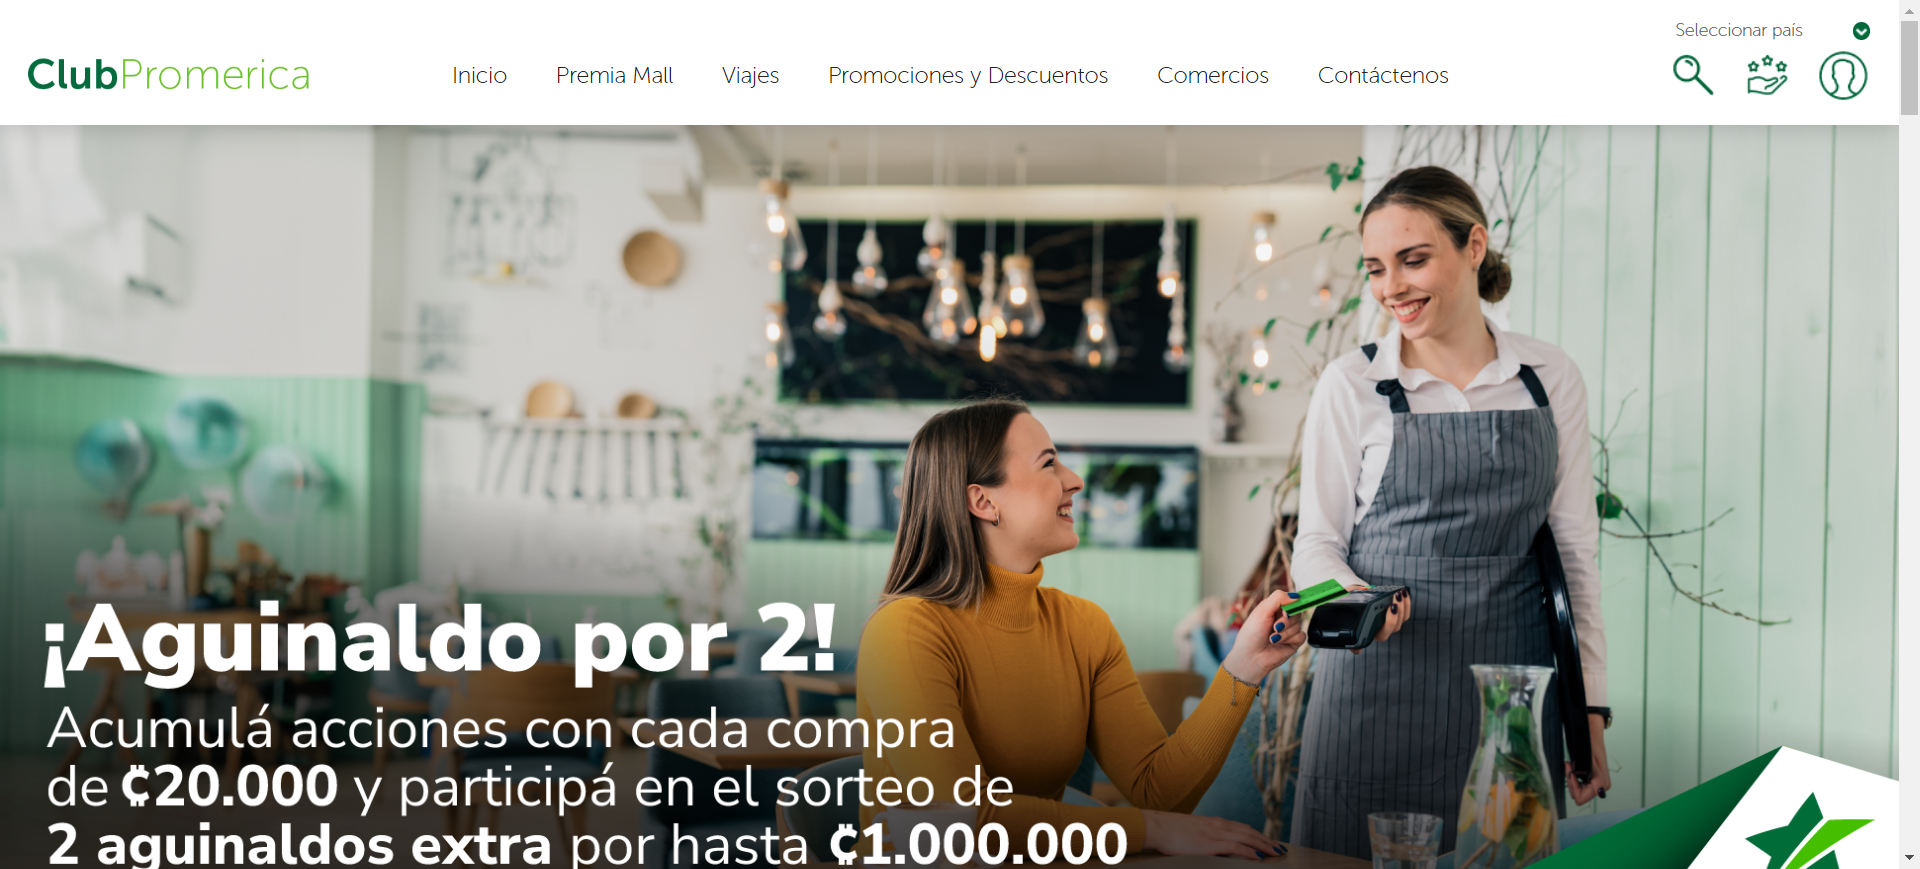 Seleccionar país
ClubPromerica
Inicio
Premia Mall
Viajes
Promociones y Descuentos
Comercios
Contáctenos
¡Aguinaldo por 2!
Acumulá acciones con cada compra
de ₡20.000 y participá en el sorteo de
2 aguinaldos extra por hasta ₡1.000.000